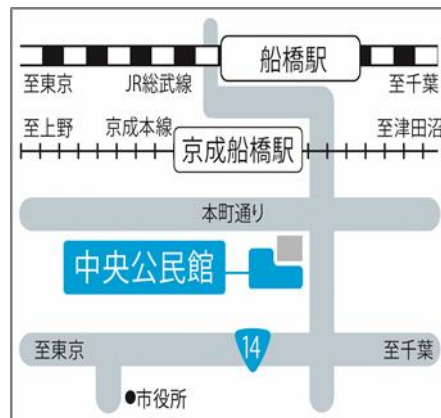 船橋駅
至東京 JR総武線 至千葉
至上野 京成本線 至津田沼
京成船橋駅
本町通り
中央公民館
至東京 14 至千葉
●市役所